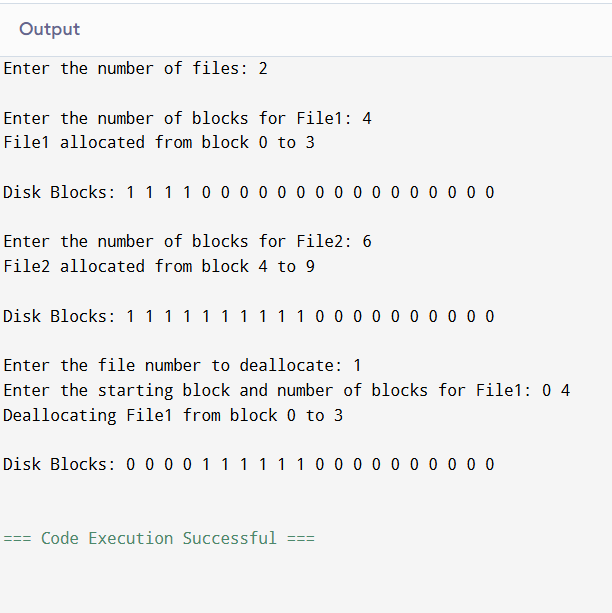 Output
Enter the number of files: 2
Enter the number of blocks for File1: 4
File1 allocated from block 0 to 3
Disk Blocks: 1 1 1 1 0 0 0 0 0 0 0 0 0 0 0 0 0 0 0 0
Enter the number of blocks for File2: 6
File2 allocated from block 4 to 9
Disk Blocks: 1 1 1 1 1 1 1 1 1 1 0 0 0 0 0 0 0 0 0 0
Enter the file number to deallocate: 1
Enter the starting block and number of blocks for File1: 0 4
Deallocating File1 from block 0 to 3
Disk Blocks: 0 0 0 0 1 1 1 1 1 1 0 0 0 0 0 0 0 0 0 0
=== Code Execution Successful ===